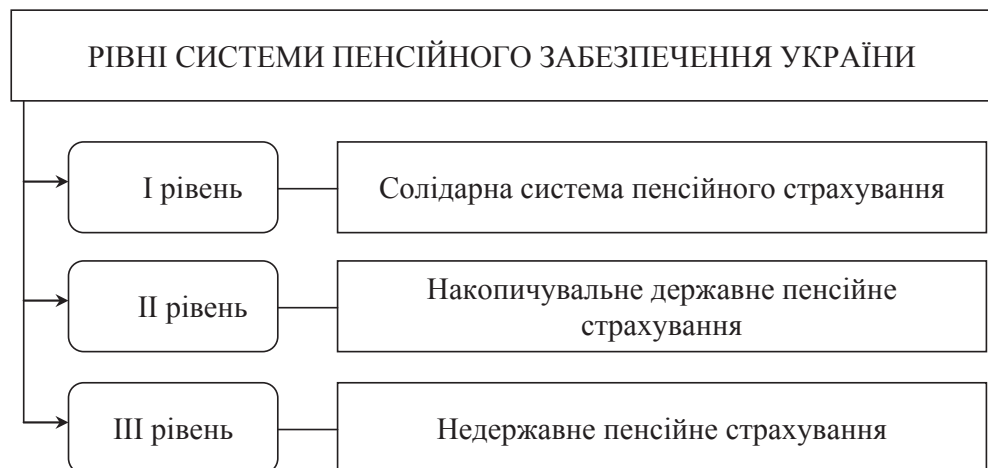 РІВНІ СИСТЕМИ ПЕНСІЙНОГО ЗАБЕЗПЕЧЕННЯ УКРАЇНИ
І рівень
Солідарна система пенсійного страхування
ІІ рівень
Накопичувальне державне пенсійне
страхування
ІІІ рівень
Недержавне пенсійне страхування